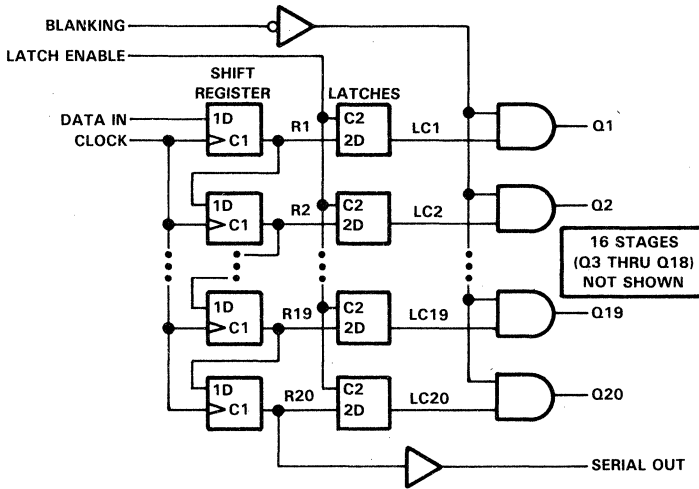 BLANKING
LATCH ENABLE
SHIFT
REGISTER
LATCHES
DATA IN
CLOCK
1D
C1
R1
C2
2D
LC1
Q1
1D
C1
R2
C2
2D
LC2
Q2
16 STAGES
(Q3 THRU Q18)
NOT SHOWN
1D
C1
R19
C2
2D
LC19
Q19
1D
C1
R20
C2
2D
LC20
Q20
SERIAL OUT